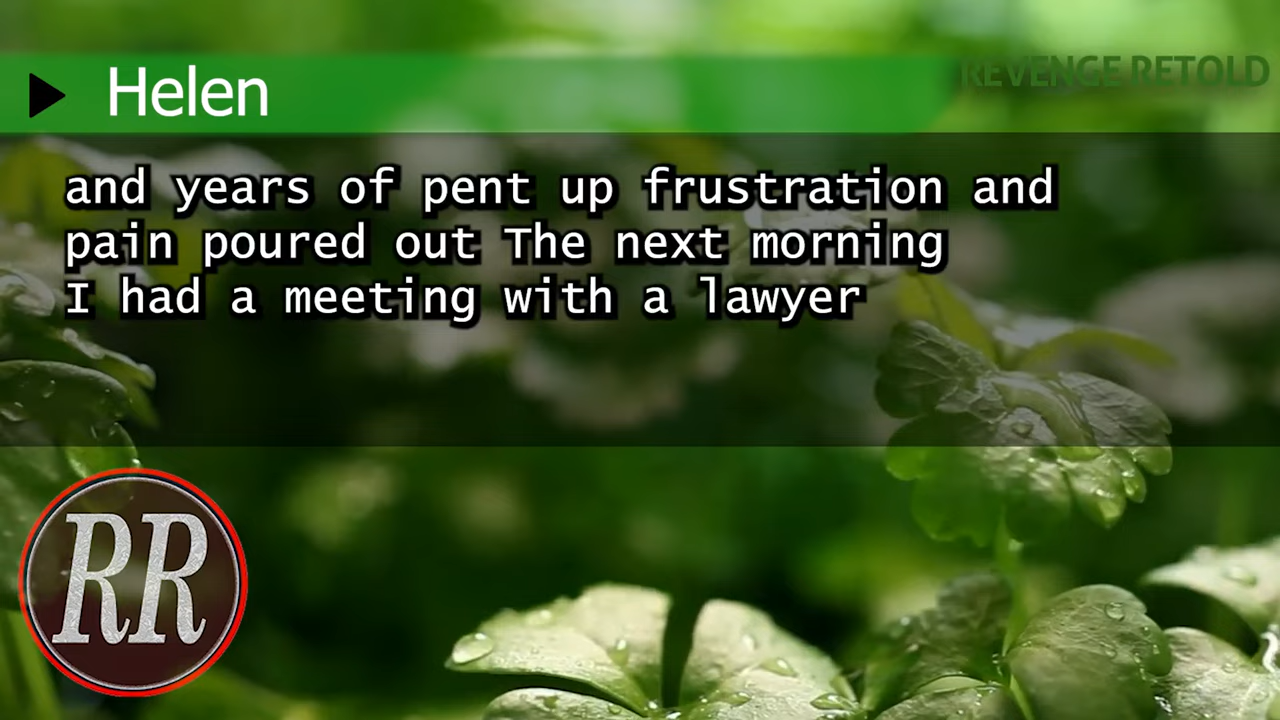 REVENGE RETOLD
Helen
and years of pent up frustration and
pain poured out The next morning
I had a meeting with a lawyer
RR